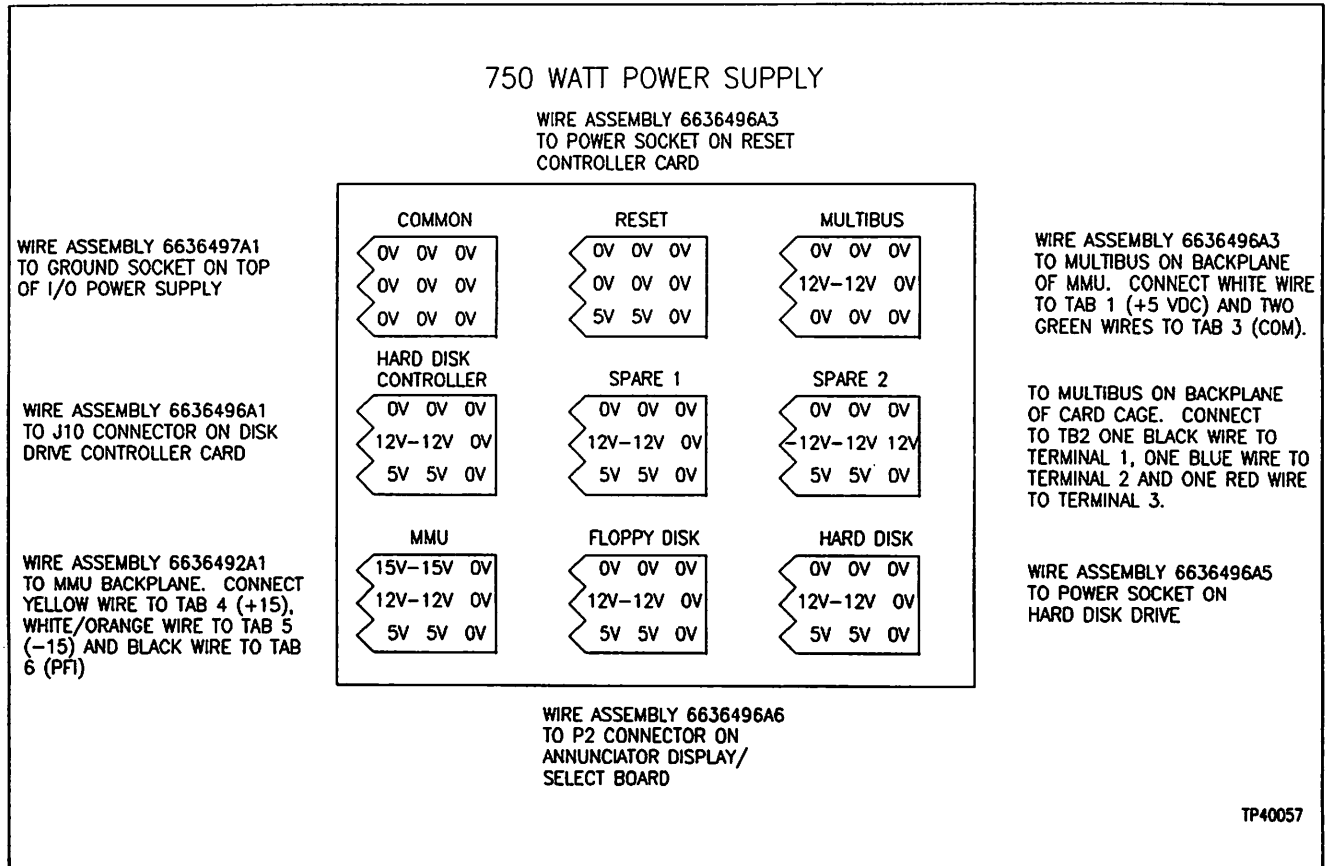 750 WATT POWER SUPPLY
WIRE ASSEMBLY 6636496A3
TO POWER SOCKET ON RESET
CONTROLLER CARD
WIRE ASSEMBLY 6636497A1
TO GROUND SOCKET ON TOP
OF I/O POWER SUPPLY
COMMON
0V 0V 0V
0V 0V 0V
0V 0V 0V
RESET
0V 0V 0V
0V 0V 0V
5V 5V 0V
MULTIBUS
0V 0V 0V
12V-12V 0V
0V 0V 0V
WIRE ASSEMBLY 6636496A3
TO MULTIBUS ON BACKPLANE
OF MMU. CONNECT WHITE WIRE
TO TAB 1 (+5 VDC) AND TWO
GREEN WIRES TO TAB 3 (COM).
WIRE ASSEMBLY 6636496A1
TO J10 CONNECTOR ON DISK
DRIVE CONTROLLER CARD
HARD DISK
CONTROLLER
0V 0V 0V
12V-12V 0V
5V 5V 0V
SPARE 1
0V 0V 0V
12V-12V 0V
5V 5V 0V
SPARE 2
0V 0V 0V
-12V-12V 12V
5V 5V 0V
TO MULTIBUS ON BACKPLANE
OF CARD CAGE. CONNECT
TO TB2 ONE BLACK WIRE TO
TERMINAL 1, ONE BLUE WIRE TO
TERMINAL 2 AND ONE RED WIRE
TO TERMINAL 3.
WIRE ASSEMBLY 6636492A1
TO MMU BACKPLANE. CONNECT
YELLOW WIRE TO TAB 4 (+15),
WHITE/ORANGE WIRE TO TAB 5
(-15) AND BLACK WIRE TO TAB
6 (PFI)
MMU
15V-15V 0V
12V-12V 0V
5V 5V 0V
FLOPPY DISK
0V 0V 0V
12V-12V 0V
5V 5V 0V
HARD DISK
0V 0V 0V
12V-12V 0V
5V 5V 0V
WIRE ASSEMBLY 6636496A5
TO POWER SOCKET ON
HARD DISK DRIVE
WIRE ASSEMBLY 6636496A6
TO P2 CONNECTOR ON
ANNUNCIATOR DISPLAY/
SELECT BOARD
TP40057